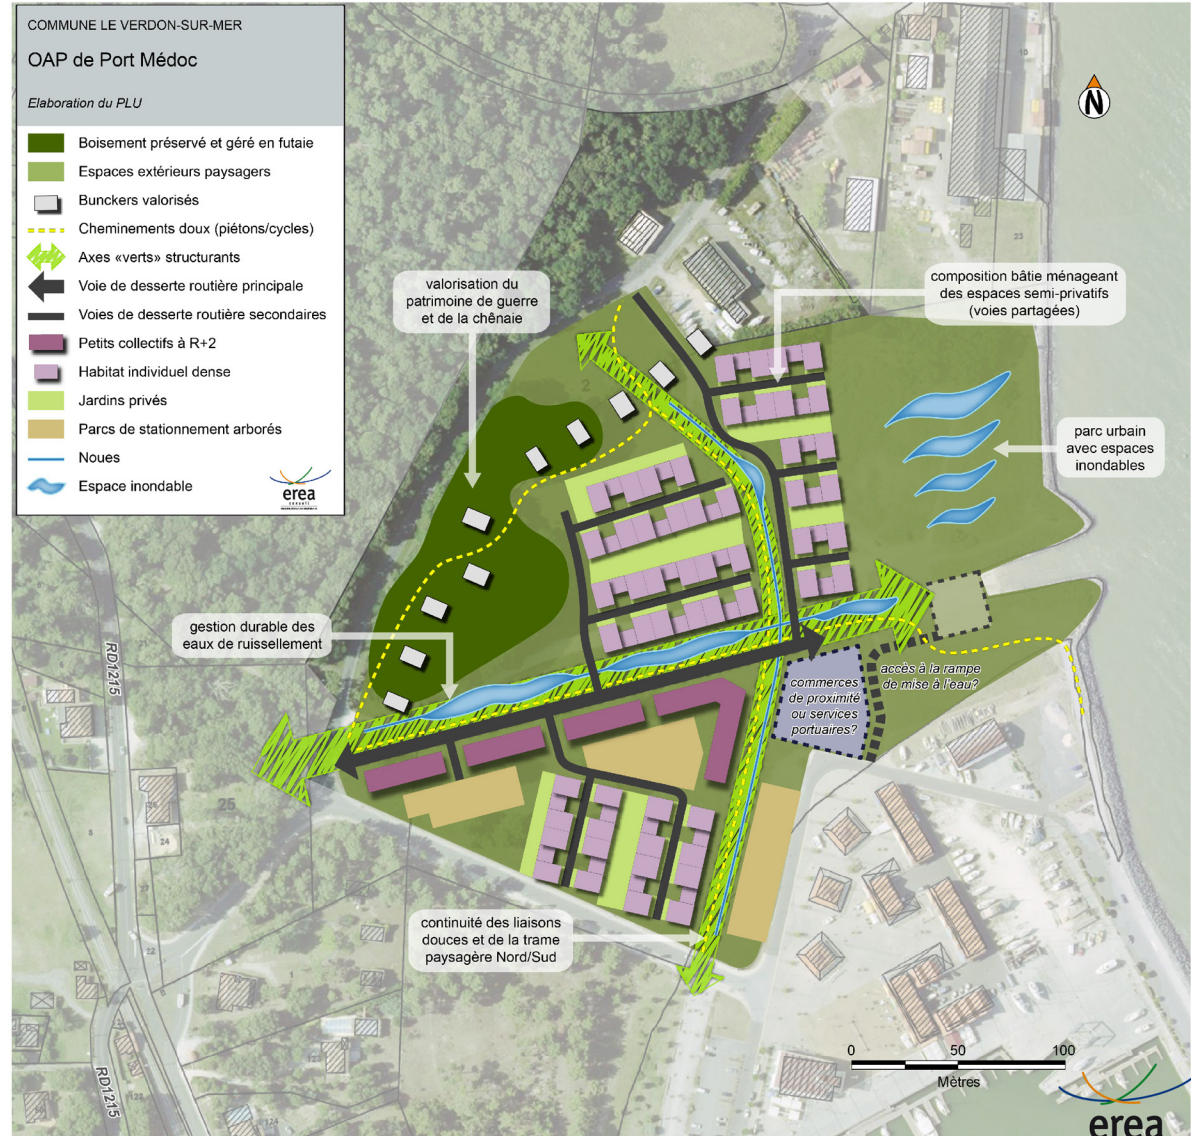 COMMUNE LE VERDON-SUR-MER
OAP de Port Médoc
Elaboration du PLU
Boisement préservé et géré en futaie
Espaces extérieurs paysagers
Bunckers valorisés
Cheminements doux (piétons/cycles)
Axes «verts» structurants
Voie de desserte routière principale
Voies de desserte routière secondaires
Petits collectifs à R+2
Habitat individuel dense
Jardins privés
Parcs de stationnement arborés
Noues
Espace inondable
erea
conseil
N
valorisation du
patrimoine de guerre
et de la chênaie
composition bâtie ménageant
des espaces semi-privatifs
(voies partagées)
parc urbain
avec espaces
inondables
gestion durable des
eaux de ruissellement
accès à la rampe
de mise à l'eau?
commerces
de proximité
ou services
portuaires?
continuité des liaisons
douces et de la trame
paysagère Nord/Sud
RD1215
RD1215
2
25
24
10
1
23
0 50 100
Mètres
erea